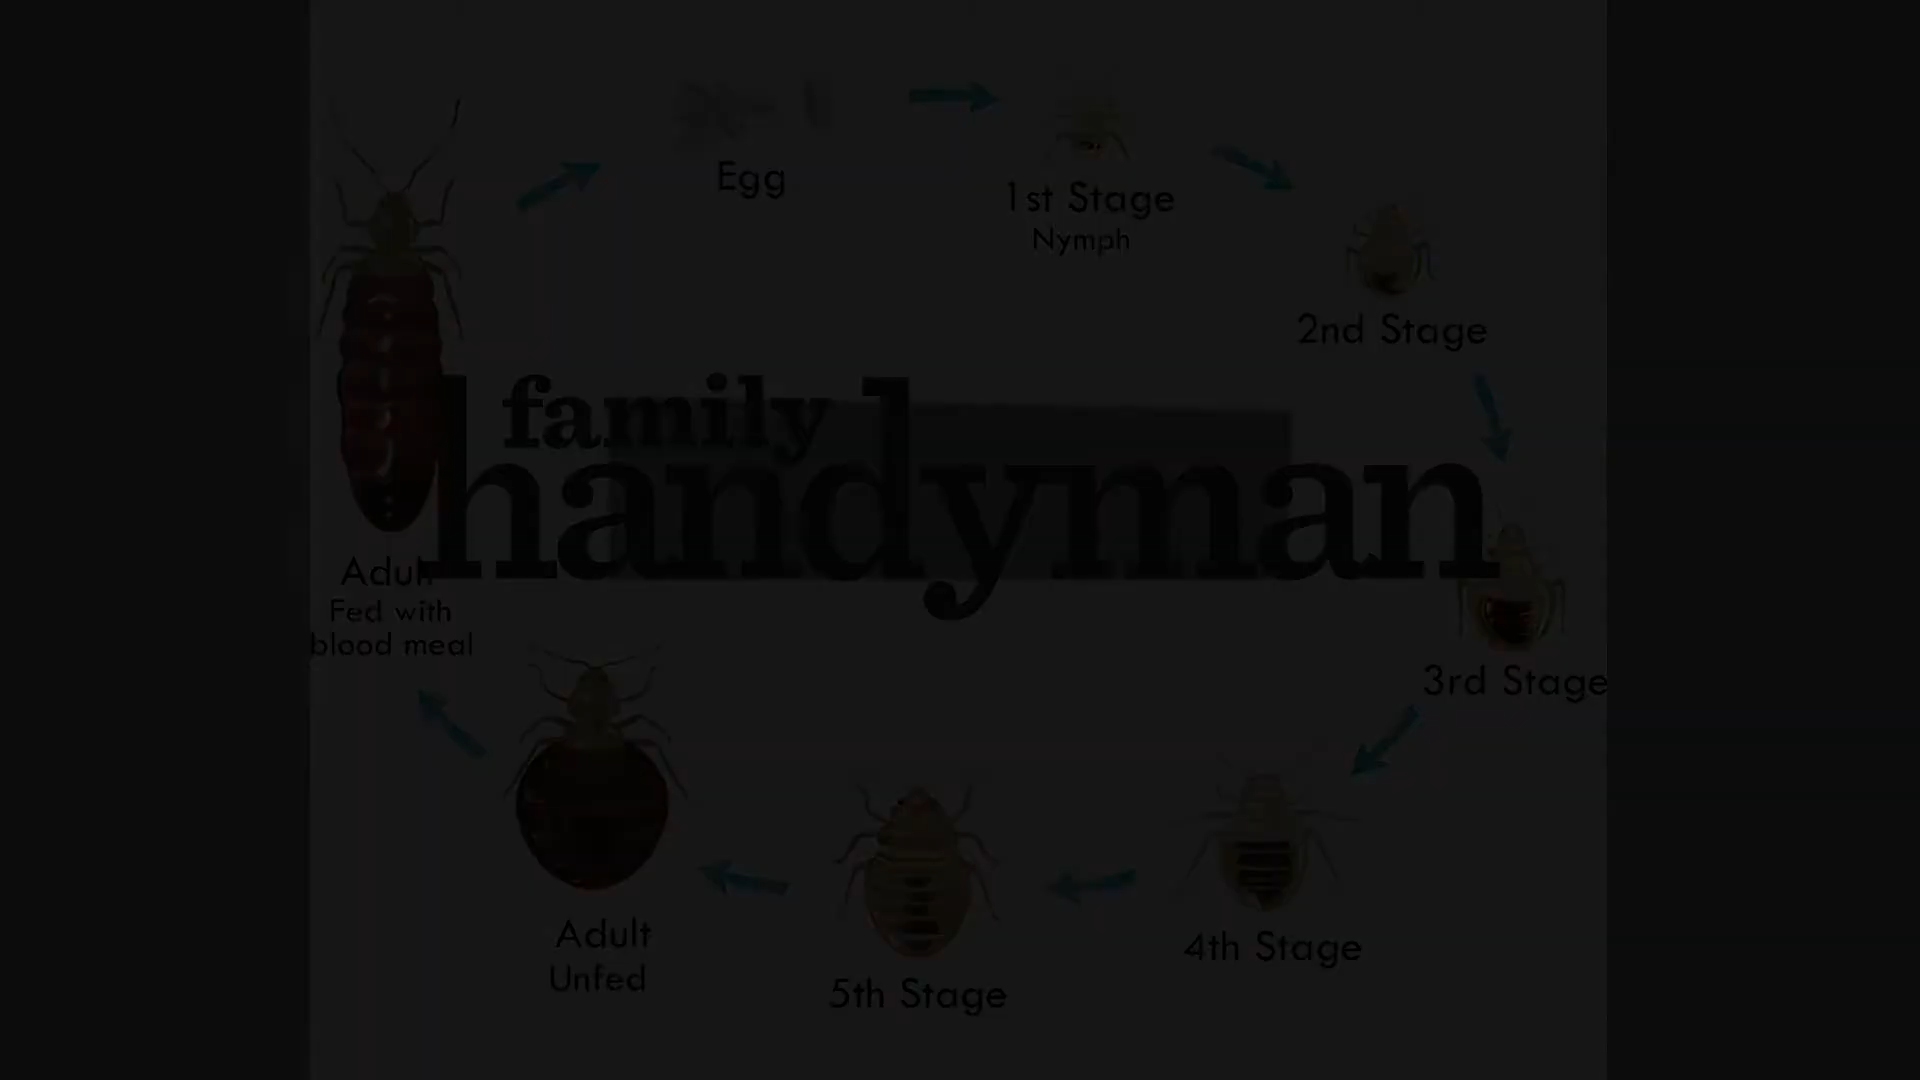 Egg
1st Stage
Nymph
2nd Stage
family
handyman
Adult
Fed with
blood meal
3rd Stage
Adult
Unfed
4th Stage
5th Stage